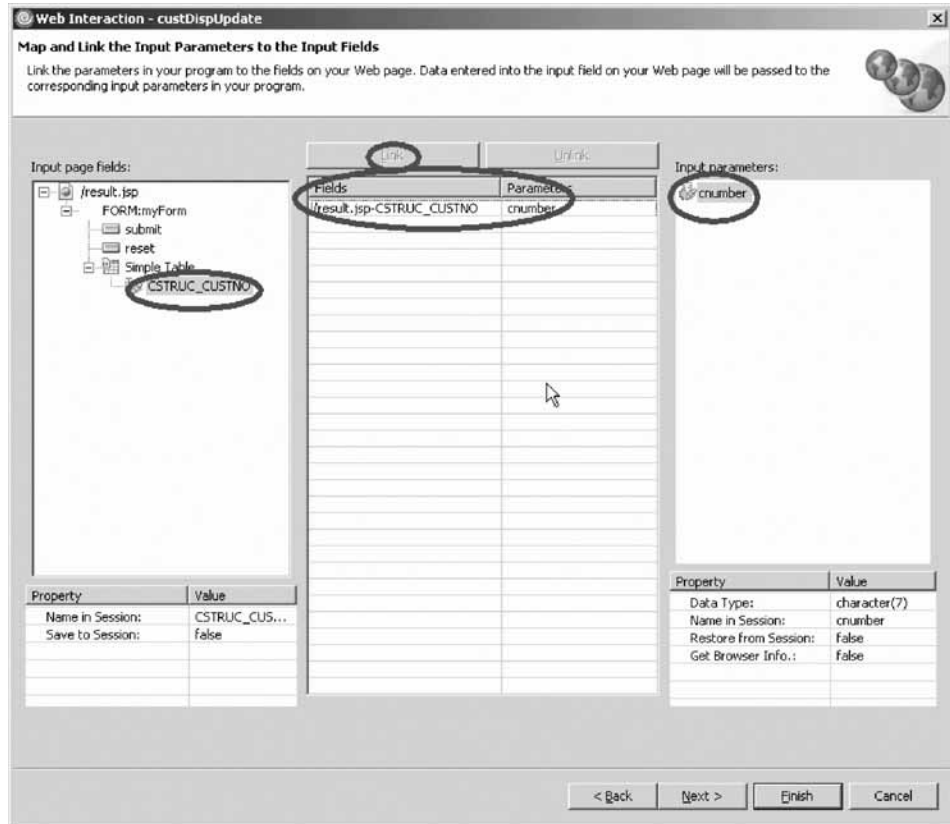 Web Interaction - custDispUpdate
Map and Link the Input Parameters to the Input Fields
Link the parameters in your program to the fields on your Web page. Data entered into the input field on your Web page will be passed to the
corresponding input parameters in your program.
Input page fields:
/result.jsp
FORM:myForm
submit
reset
Simple Table
CSTRUC_CUSTNO
Property Value
Name in Session: CSTRUC_CUS...
Save to Session: false
Link Unlink
Fields Parameters
/result.jsp-CSTRUC_CUSTNO cnumber
Input parameters:
cnumber
Property Value
Data Type: character(7)
Name in Session: cnumber
Restore from Session: false
Get Browser Info.: false
< Back Next > Finish Cancel